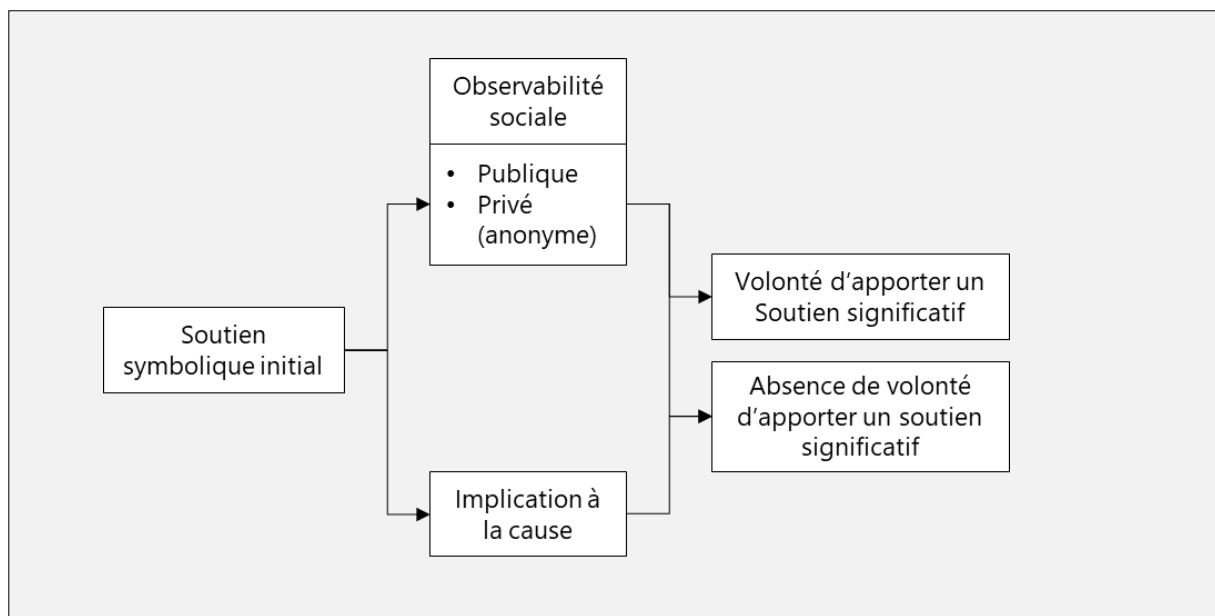 Observabilité
sociale
• Publique
• Privé
(anonyme)
Soutien
symbolique initial
Implication à
la cause
Volonté d'apporter un
Soutien significatif
Absence de volonté
d'apporter un soutien
significatif